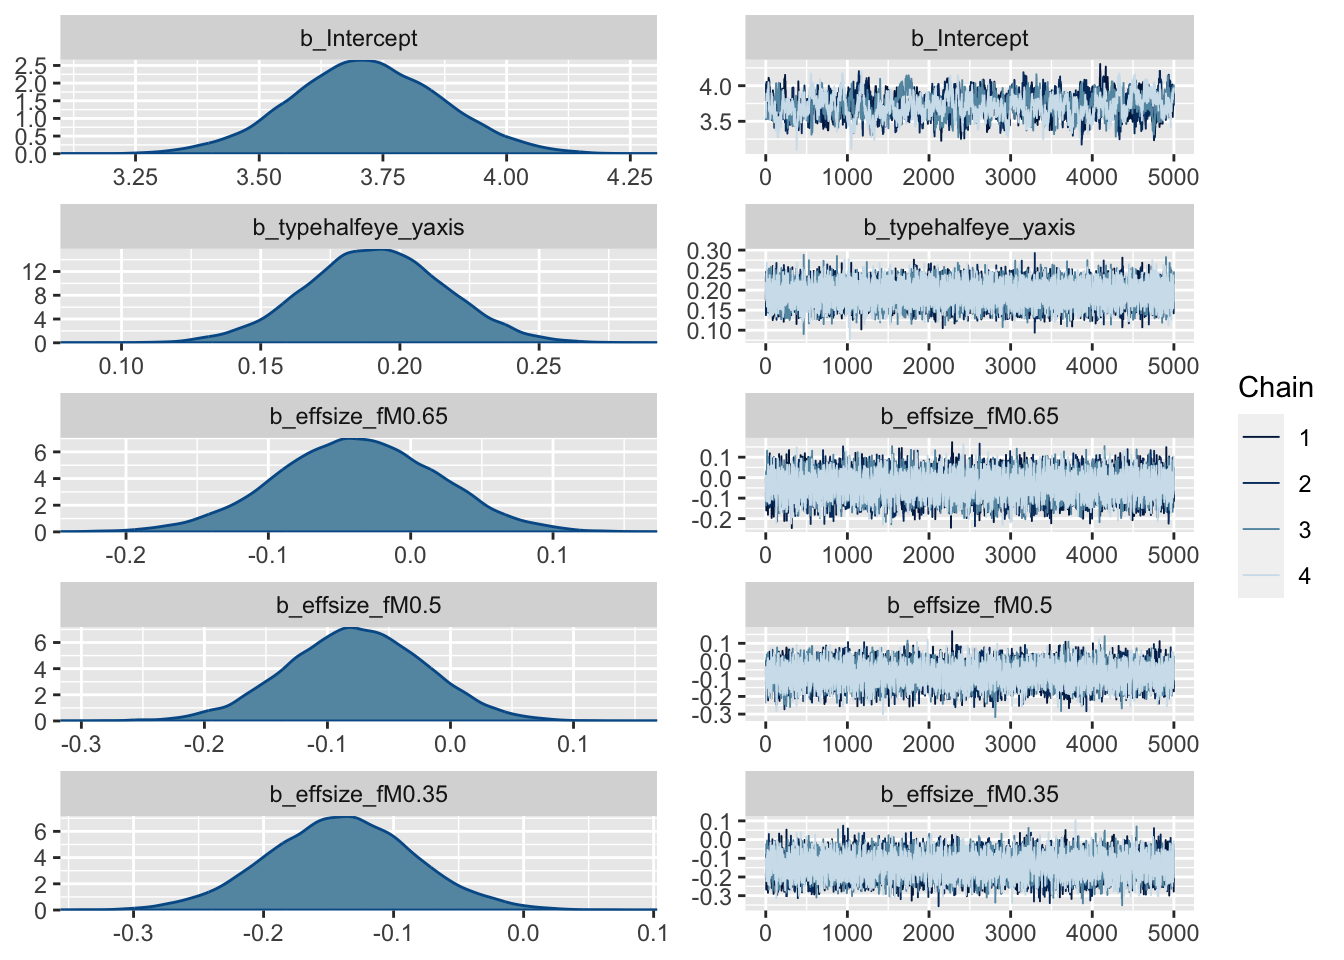 b_Intercept
2.5
2.0
1.5
1.0
0.5
0.0
3.25 3.50 3.75 4.00 4.25
b_Intercept
4.0
3.5
0 1000 2000 3000 4000 5000
b_typehalfeye_yaxis
12
8
4
0
0.10 0.15 0.20 0.25
b_typehalfeye_yaxis
0.30
0.25
0.20
0.15
0.10
0 1000 2000 3000 4000 5000
b_effsize_fM0.65
6
4
2
0
-0.2 -0.1 0.0 0.1
b_effsize_fM0.65
0.1
0.0
-0.1
-0.2
0 1000 2000 3000 4000 5000
b_effsize_fM0.5
6
4
2
0
-0.3 -0.2 -0.1 0.0 0.1
b_effsize_fM0.5
0.1
0.0
-0.1
-0.2
-0.3
0 1000 2000 3000 4000 5000
b_effsize_fM0.35
6
4
2
0
-0.3 -0.2 -0.1 0.0 0.1
b_effsize_fM0.35
0.1
0.0
-0.1
-0.2
-0.3
0 1000 2000 3000 4000 5000
Chain
1
2
3
4